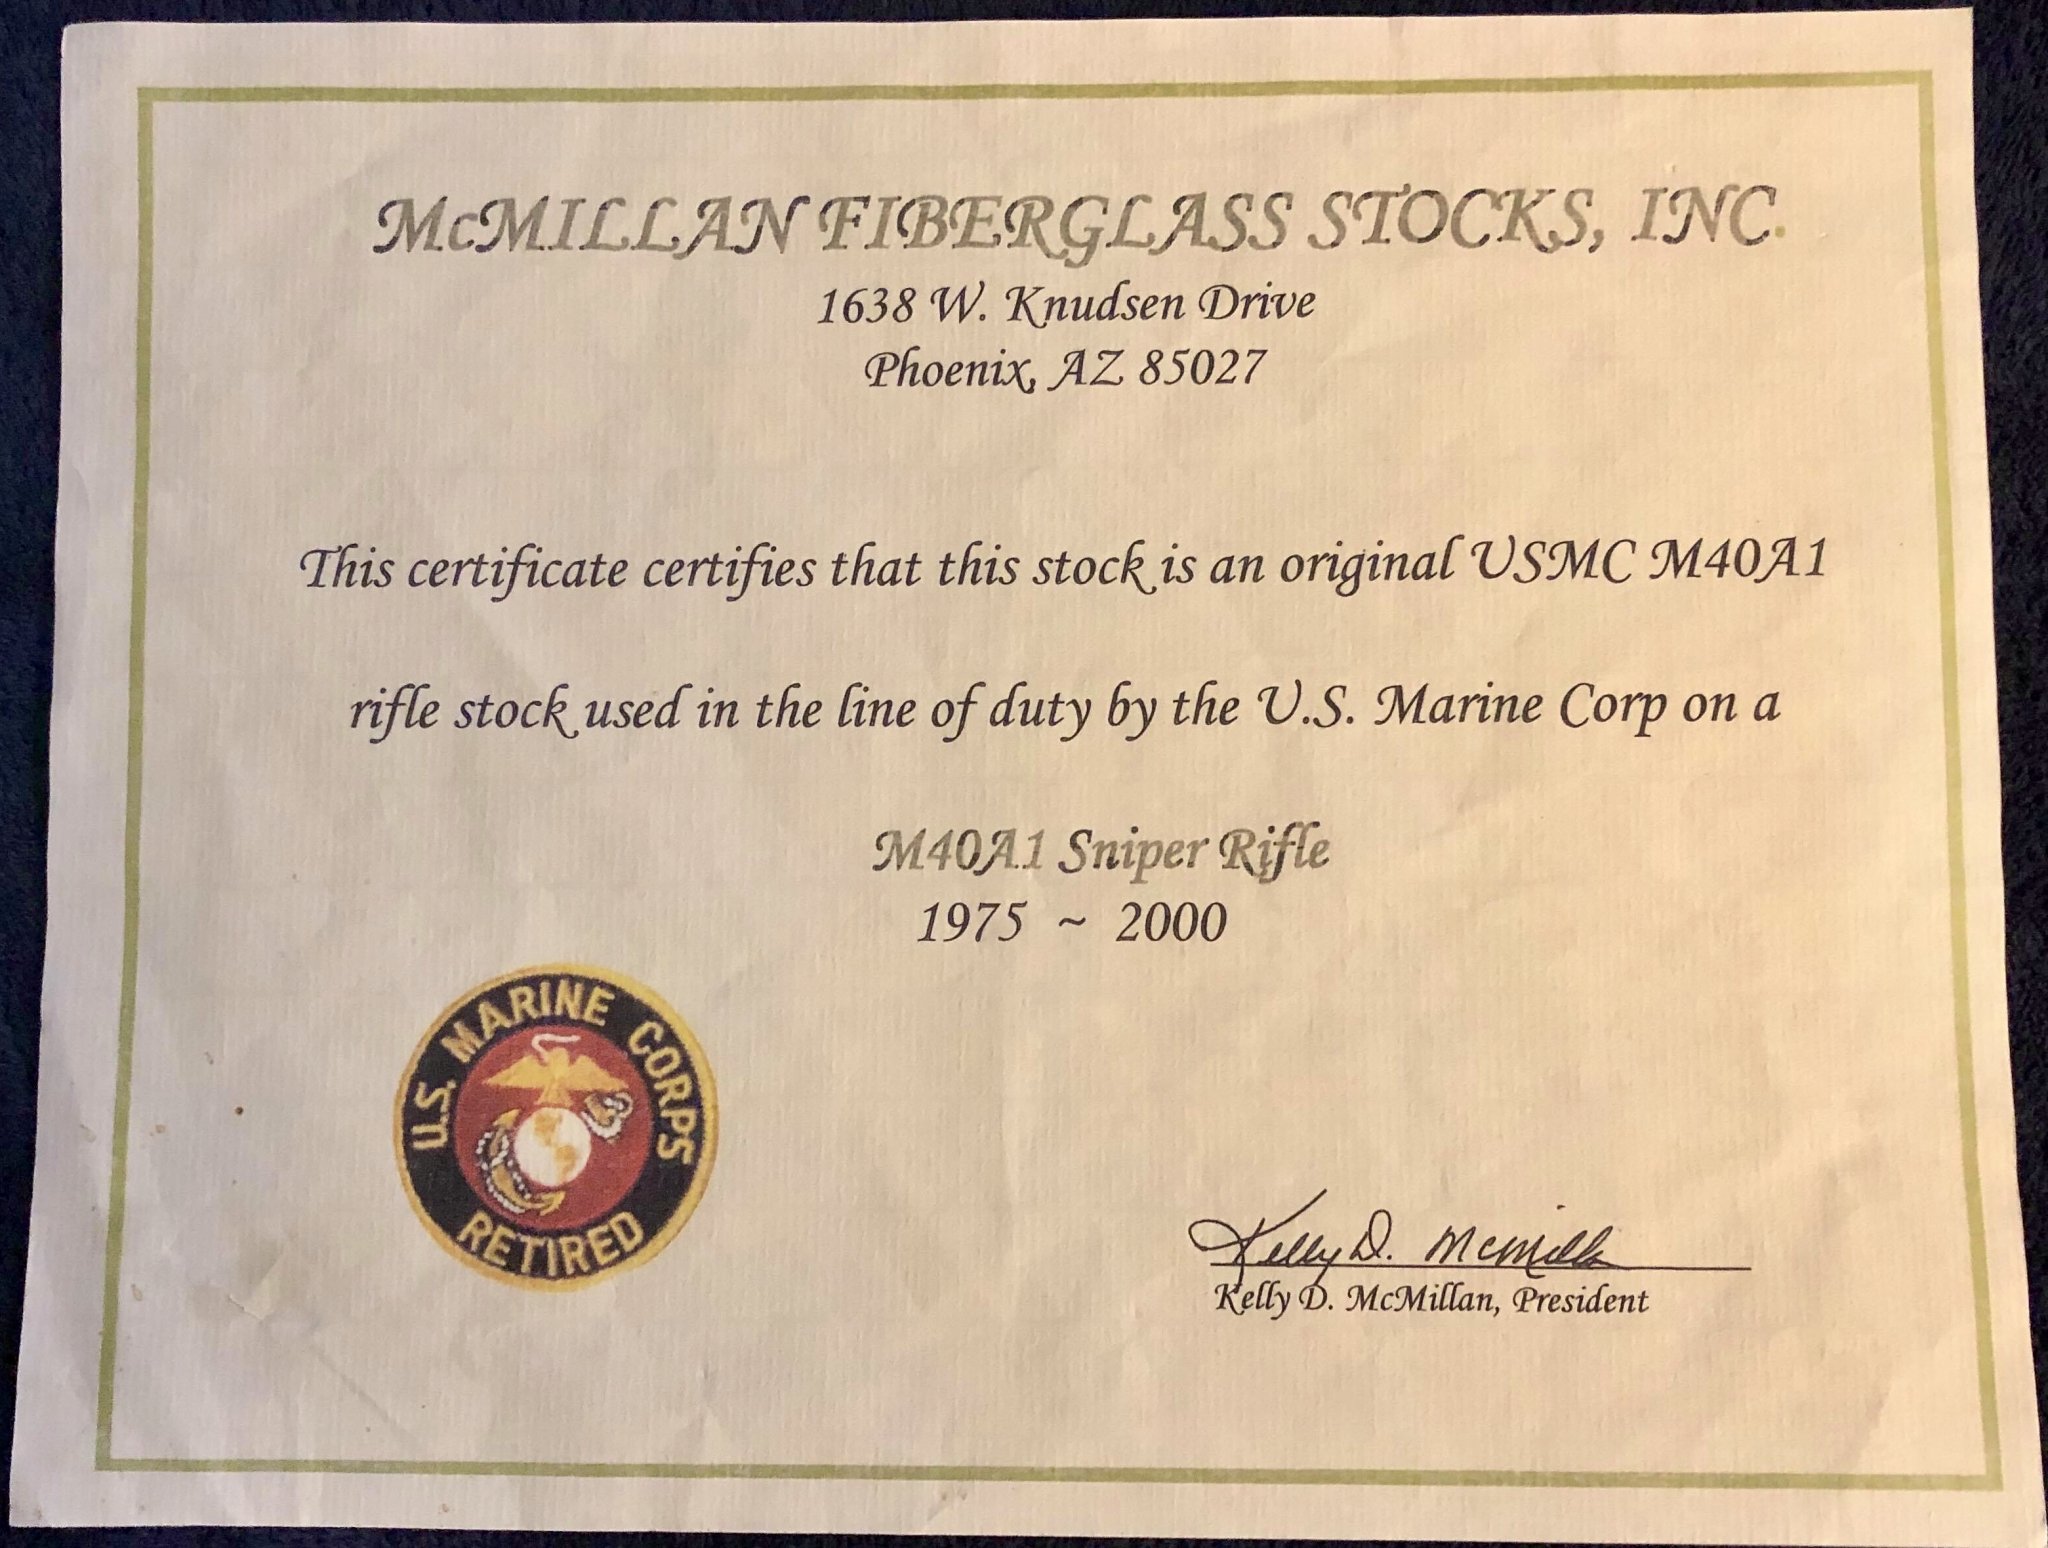 McMILLAN FIBERGLASS STOCKS, INC.
1638 W. Knudsen Drive
Phoenix, AZ 85027
This certificate certifies that this stock is an original USMC M40A1
rifle stock used in the line of duty by the U.S. Marine Corp on a
M40A1 Sniper Rifle
1975 ~ 2000
U.S. MARINE CORPS
RETIRED
Kelly D. McMillan
Kelly D. McMillan, President